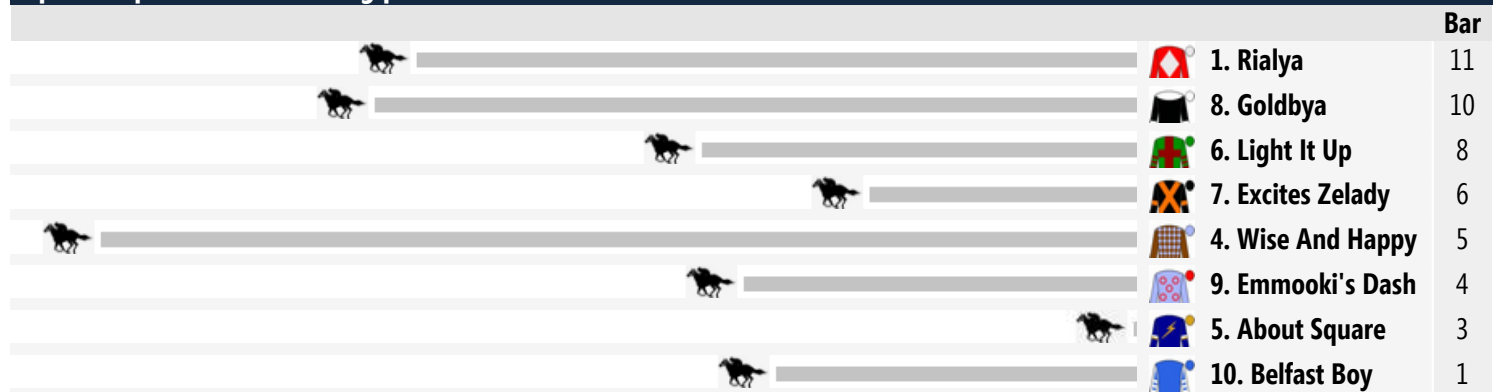 Bar
1. Rialya 11
8. Goldbya 10
6. Light It Up 8
7. Excites Zelady 6
4. Wise And Happy 5
9. Emmooki's Dash 4
5. About Square 3
10. Belfast Boy 1